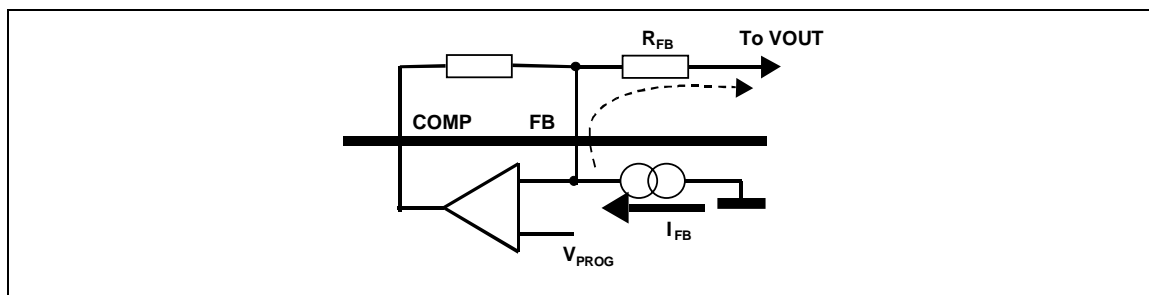 R_FB
To VOUT
COMP
FB
I_FB
V_PROG